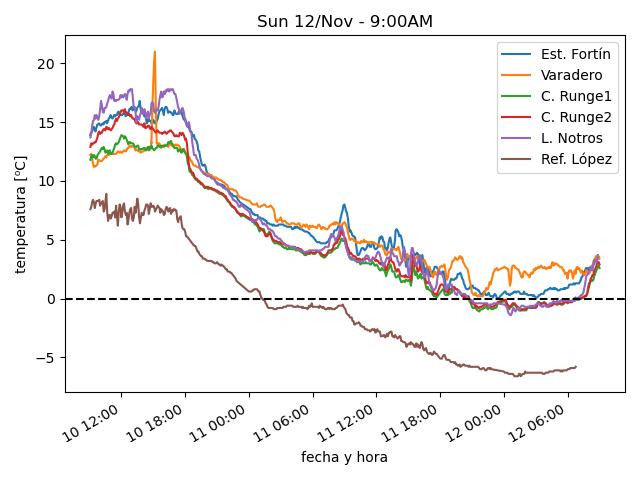 Sun 12/Nov - 9:00AM
temperatura [ºC]
20
15
10
5
0
−5
Est. Fortín
Varadero
C. Runge1
C. Runge2
L. Notros
Ref. López
10 12:00
10 18:00
11 00:00
11 06:00
11 12:00
11 18:00
12 00:00
12 06:00
fecha y hora